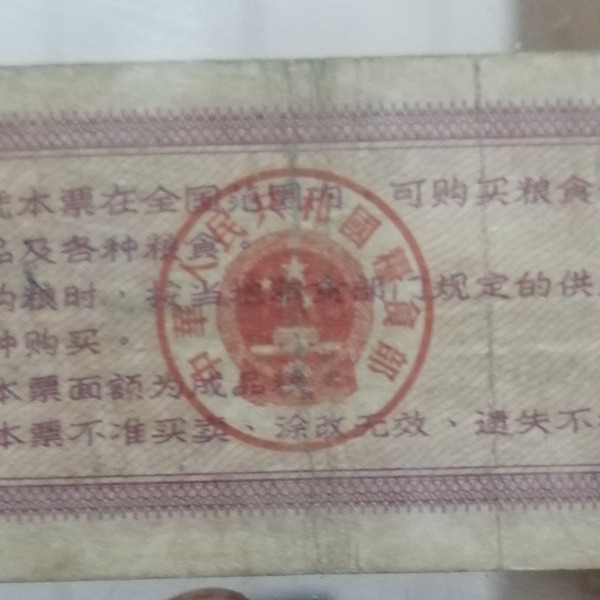 本票在全国范围内，可购买粮食
品及各种粮食。
购粮时，按当地粮食部门规定的供
种购买。
本票面额为成品粮
本票不准买卖、涂改无效、遗失不
中華人民共和國糧食部